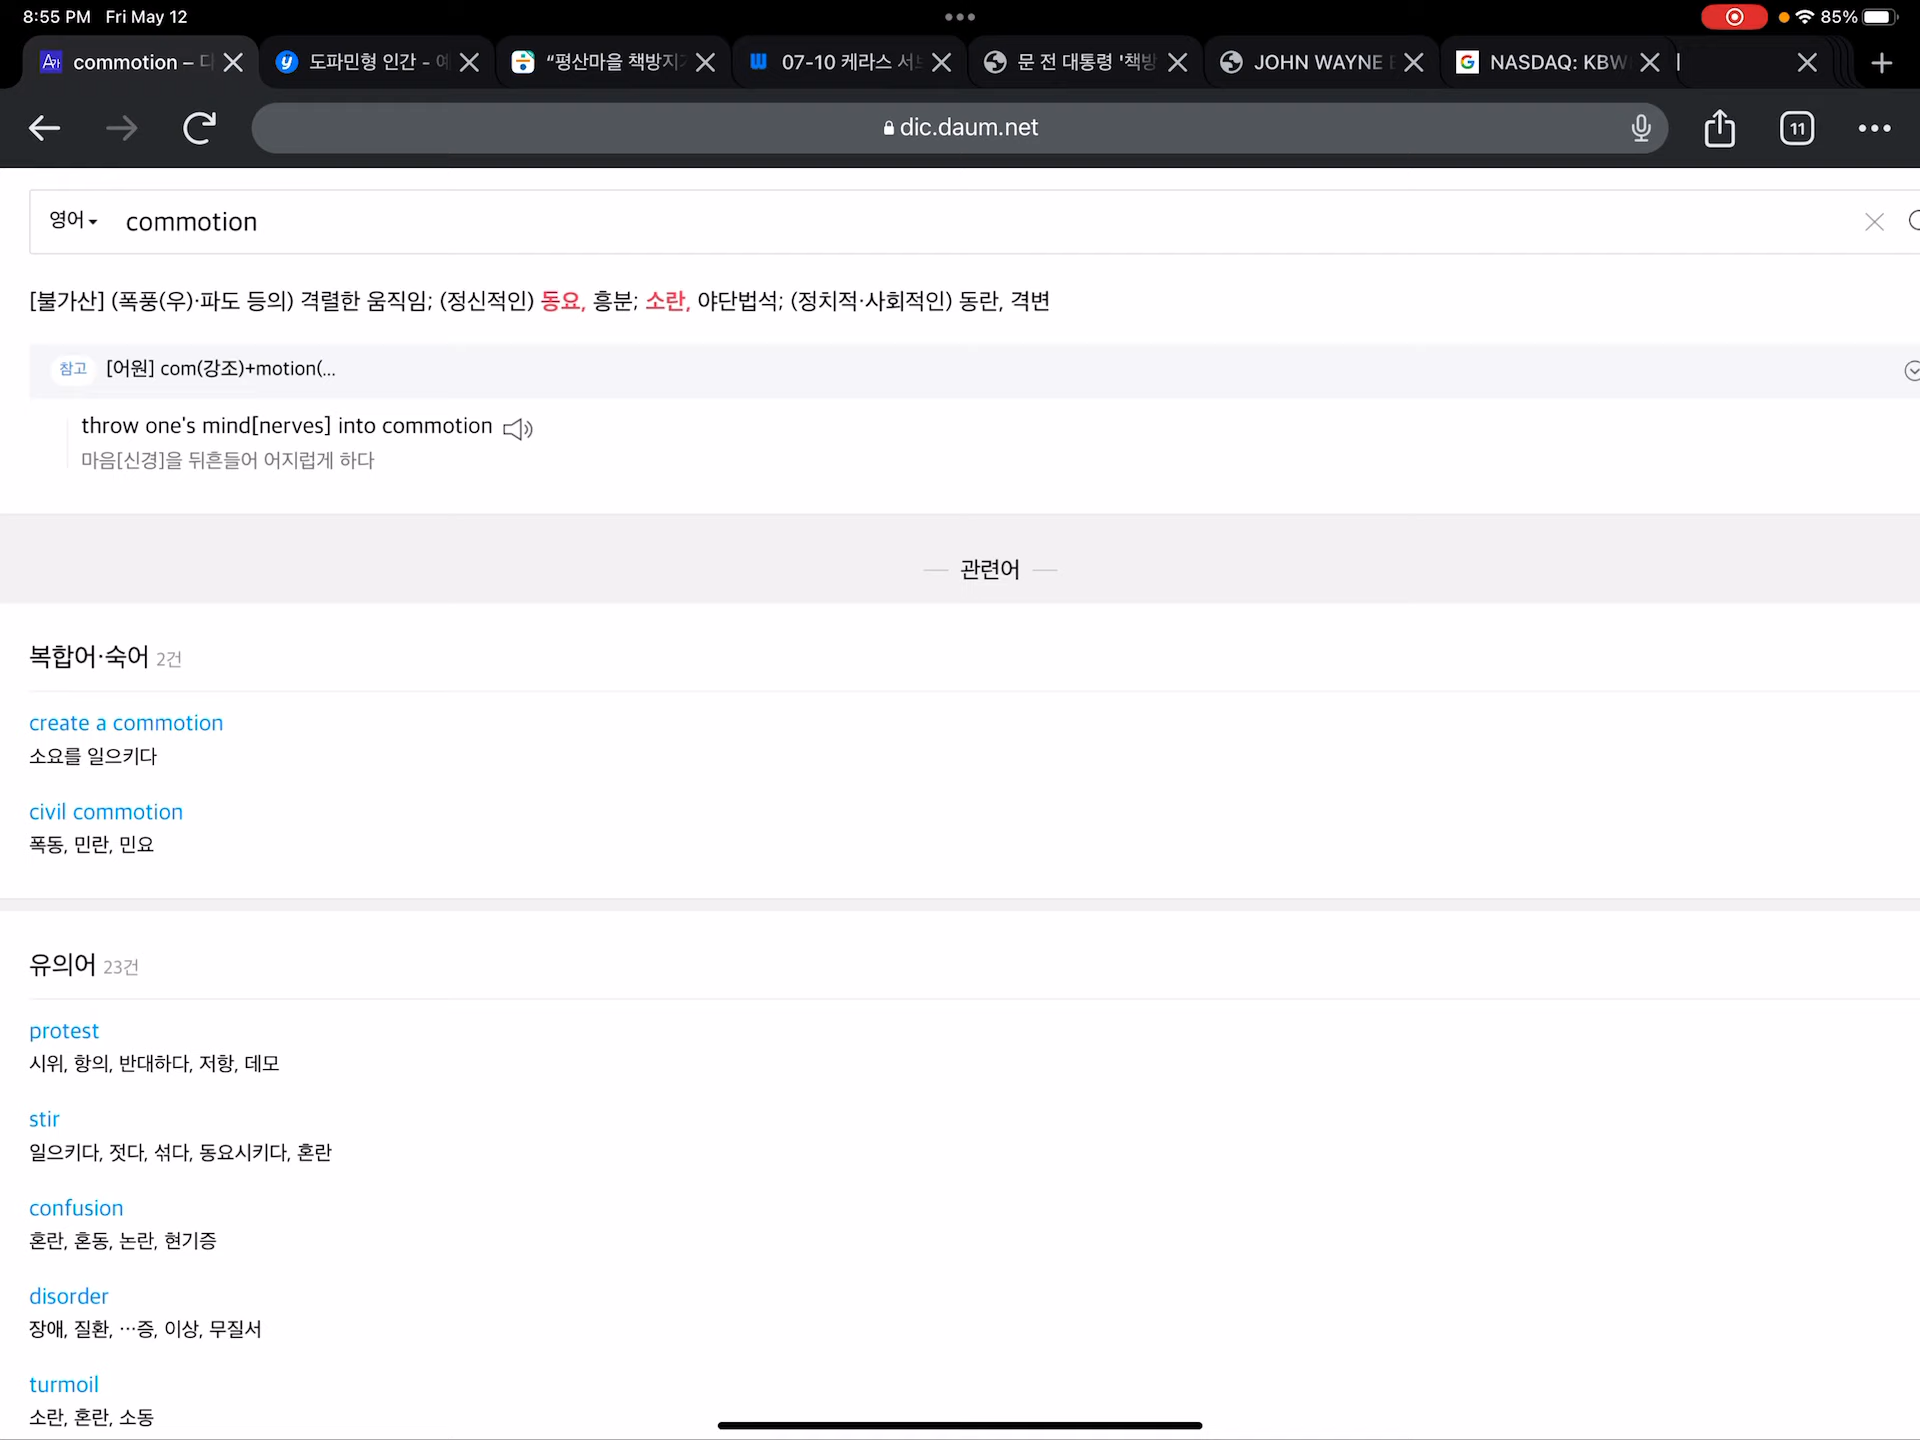 8:55 PM Fri May 12
85%
commotion –
도파민형 인간 -
“평산마을 책방지기
07-10 케라스 서브
문 전 대통령 '책방
JOHN WAYNE
NASDAQ: KBW
dic.daum.net
11
영어
commotion
[불가산] (폭풍(우)·파도 등의) 격렬한 움직임; (정신적인) 동요, 흥분; 소란, 야단법석; (정치적·사회적인) 동란, 격변
참고 [어원] com(강조)+motion(...
throw one's mind[nerves] into commotion
마음[신경]을 뒤흔들어 어지럽게 하다
관련어
복합어·숙어 2건
create a commotion
소요를 일으키다
civil commotion
폭동, 민란, 민요
유의어 23건
protest
시위, 항의, 반대하다, 저항, 데모
stir
일으키다, 젓다, 섞다, 동요시키다, 혼란
confusion
혼란, 혼동, 논란, 현기증
disorder
장애, 질환, …증, 이상, 무질서
turmoil
소란, 혼란, 소동